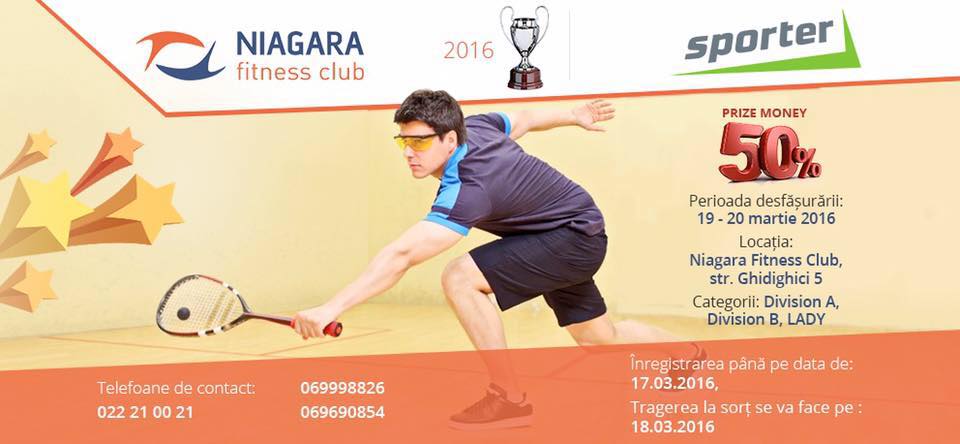 NIAGARA
fitness club
2016
sporter
PRIZE MONEY
50%
Perioada desfășurării:
19 - 20 martie 2016
Locația:
Niagara Fitness Club,
str. Ghidighici 5
Categorii: Division A,
Division B, LADY
Telefoane de contact:
022 21 00 21
069998826
069690854
Înregistrarea până pe data de:
17.03.2016,
Tragerea la sorț se va face pe :
18.03.2016